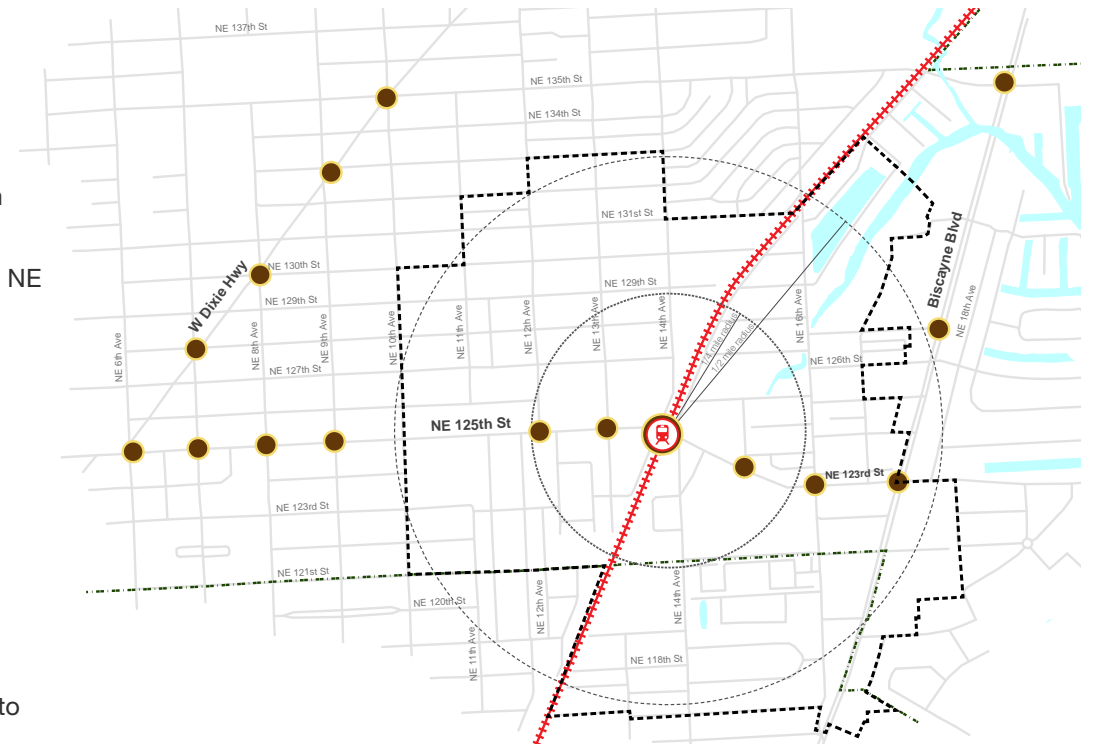 NE 137th St
NE 135th St
NE 134th St
NE 131st St
NE
NE 130th St
NE 129th St
NE 129th St
W Dixie Hwy
Biscayne Blvd
NE 18th Ave
NE 6th Ave
NE 8th Ave
NE 9th Ave
NE 10th Ave
NE 11th Ave
NE 12th Ave
NE 13th Ave
NE 14th Ave
NE 16th Ave
1/4 mile radius
1/2 mile radius
NE 126th St
NE 127th St
NE 125th St
NE 123rd St
NE 123rd St
NE 121st St
NE 120th St
NE 11th Ave
NE 12th Ave
NE 14th Ave
NE 118th St
to